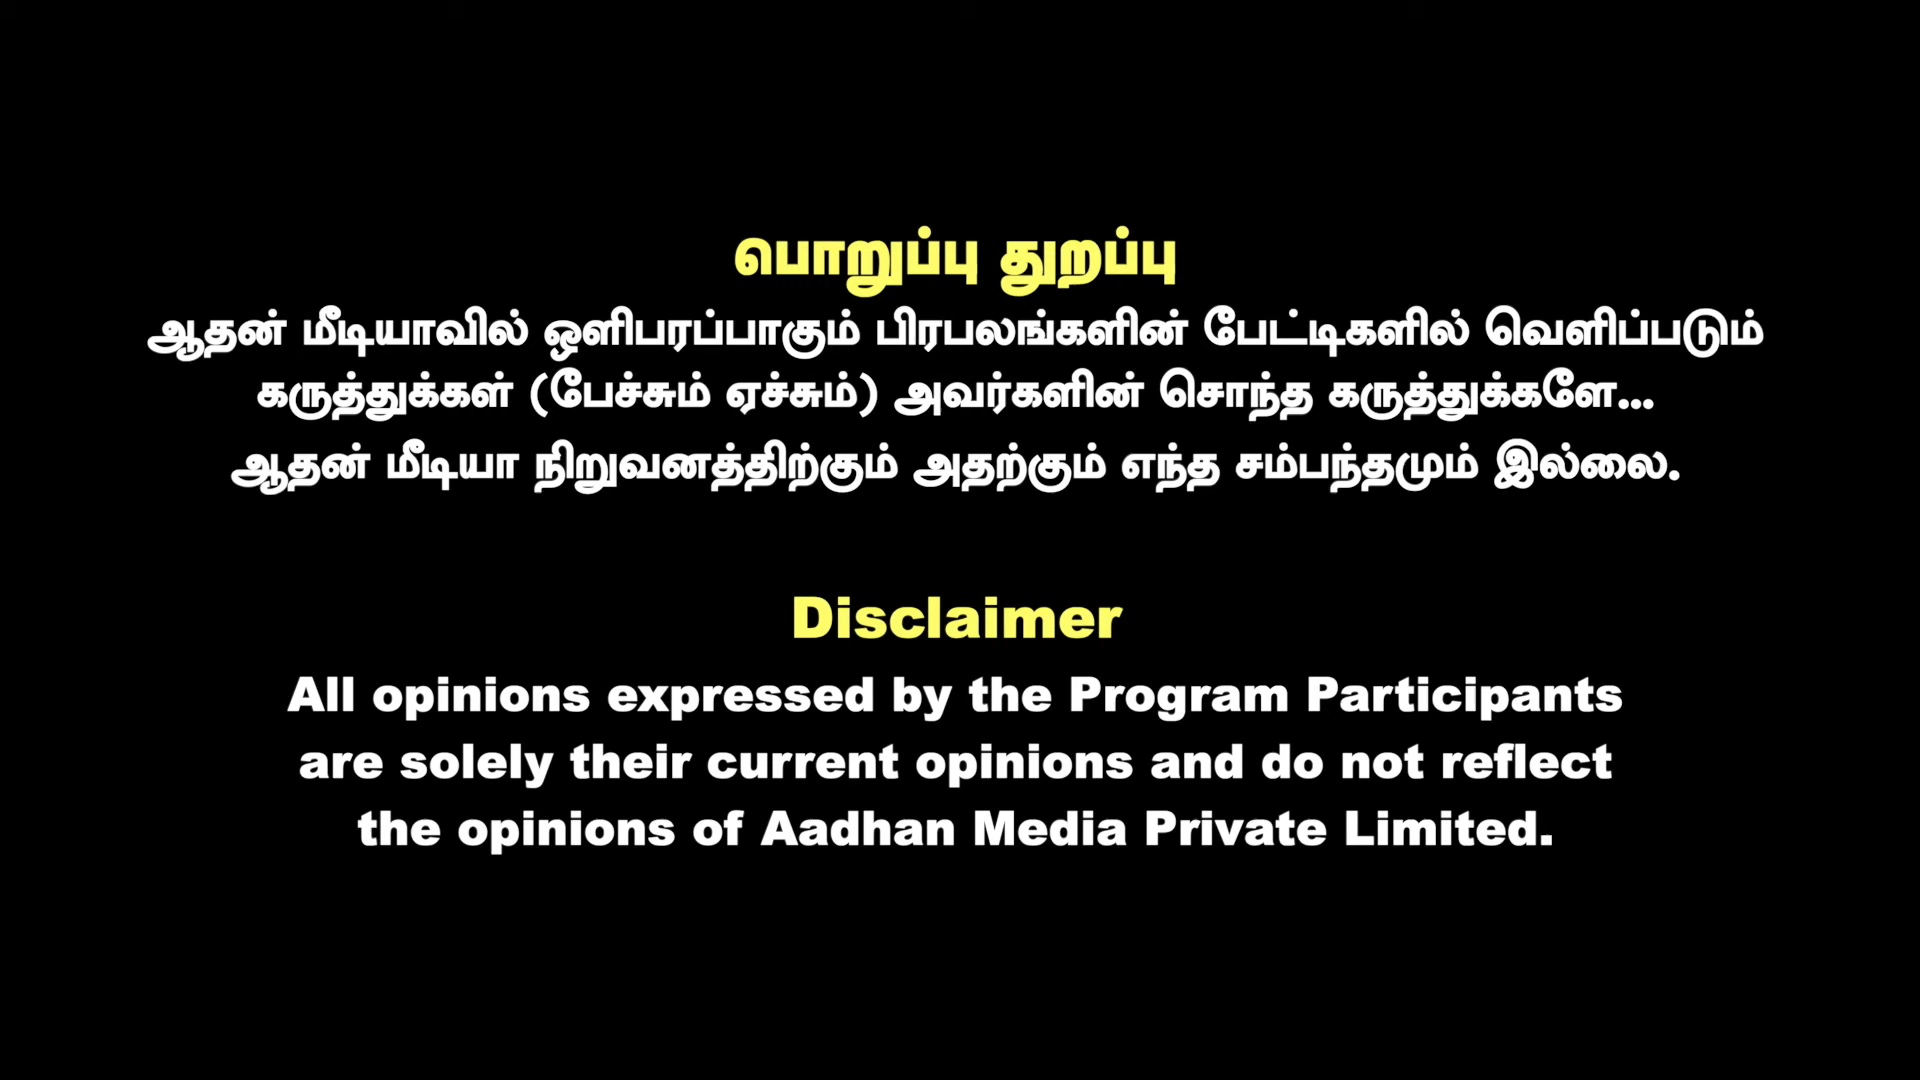 பொறுப்பு துறப்பு
ஆதன் மீடியாவில் ஒளிபரப்பாகும் பிரபலங்களின் பேட்டிகளில் வெளிப்படும்
கருத்துக்கள் (பேச்சும் ஏச்சும்) அவர்களின் சொந்த கருத்துக்களே...
ஆதன் மீடியா நிறுவனத்திற்கும் அதற்கும் எந்த சம்பந்தமும் இல்லை.
Disclaimer
All opinions expressed by the Program Participants
are solely their current opinions and do not reflect
the opinions of Aadhan Media Private Limited.